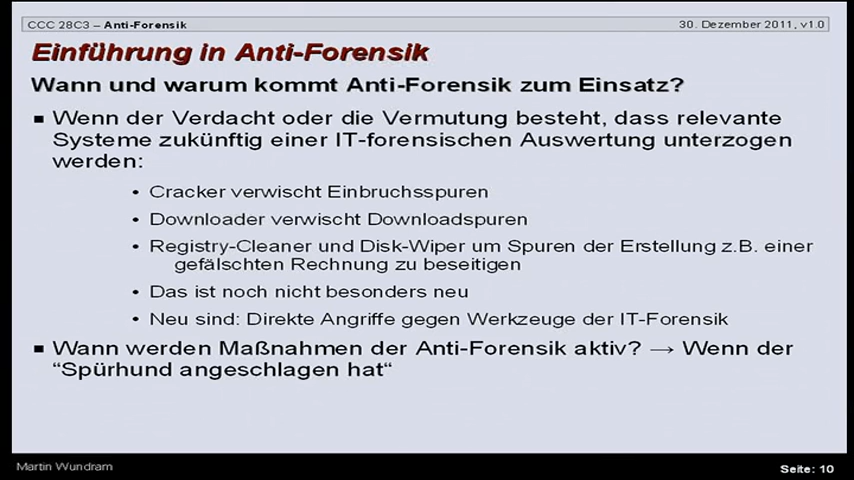 CCC 28C3 – Anti-Forensik
30. Dezember 2011, v1.0
Einführung in Anti-Forensik
Wann und warum kommt Anti-Forensik zum Einsatz?
▪ Wenn der Verdacht oder die Vermutung besteht, dass relevante
Systeme zukünftig einer IT-forensischen Auswertung unterzogen
werden:
• Cracker verwischt Einbruchsspuren
• Downloader verwischt Downloadspuren
• Registry-Cleaner und Disk-Wiper um Spuren der Erstellung z.B. einer
gefälschten Rechnung zu beseitigen
• Das ist noch nicht besonders neu
• Neu sind: Direkte Angriffe gegen Werkzeuge der IT-Forensik
▪ Wann werden Maßnahmen der Anti-Forensik aktiv? → Wenn der
“Spürhund angeschlagen hat“
Martin Wundram
Seite: 10